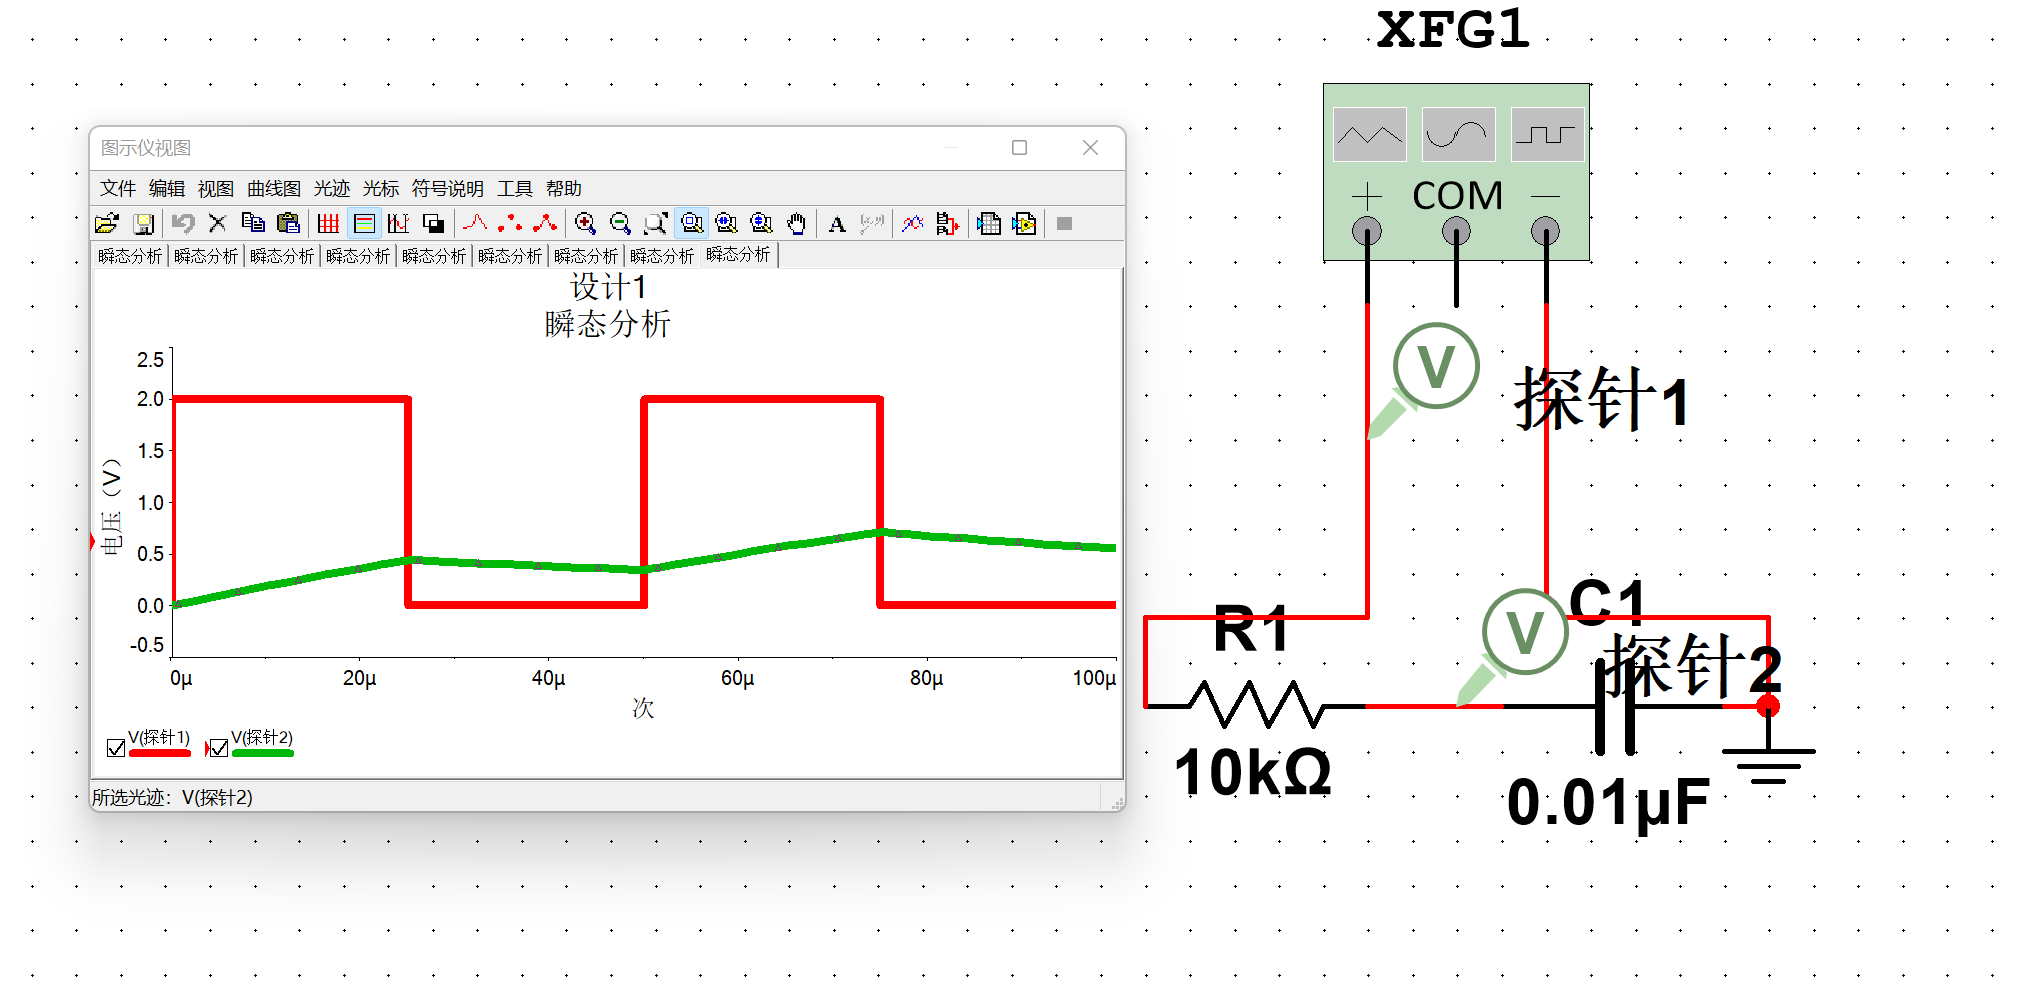 图示仪视图
文件 编辑 视图 曲线图 光迹 光标 符号说明 工具 帮助
A
瞬态分析 瞬态分析 瞬态分析 瞬态分析 瞬态分析 瞬态分析 瞬态分析 瞬态分析 瞬态分析
设计1
瞬态分析
电压（V）
2.5
2.0
1.5
1.0
0.5
0.0
-0.5
0μ 20μ 40μ 60μ 80μ 100μ
次
V(探针1) V(探针2)
所选光迹：V(探针2)
XFG1
+ COM −
V
探针1
V
C1
R1
探针2
10kΩ
0.01μF